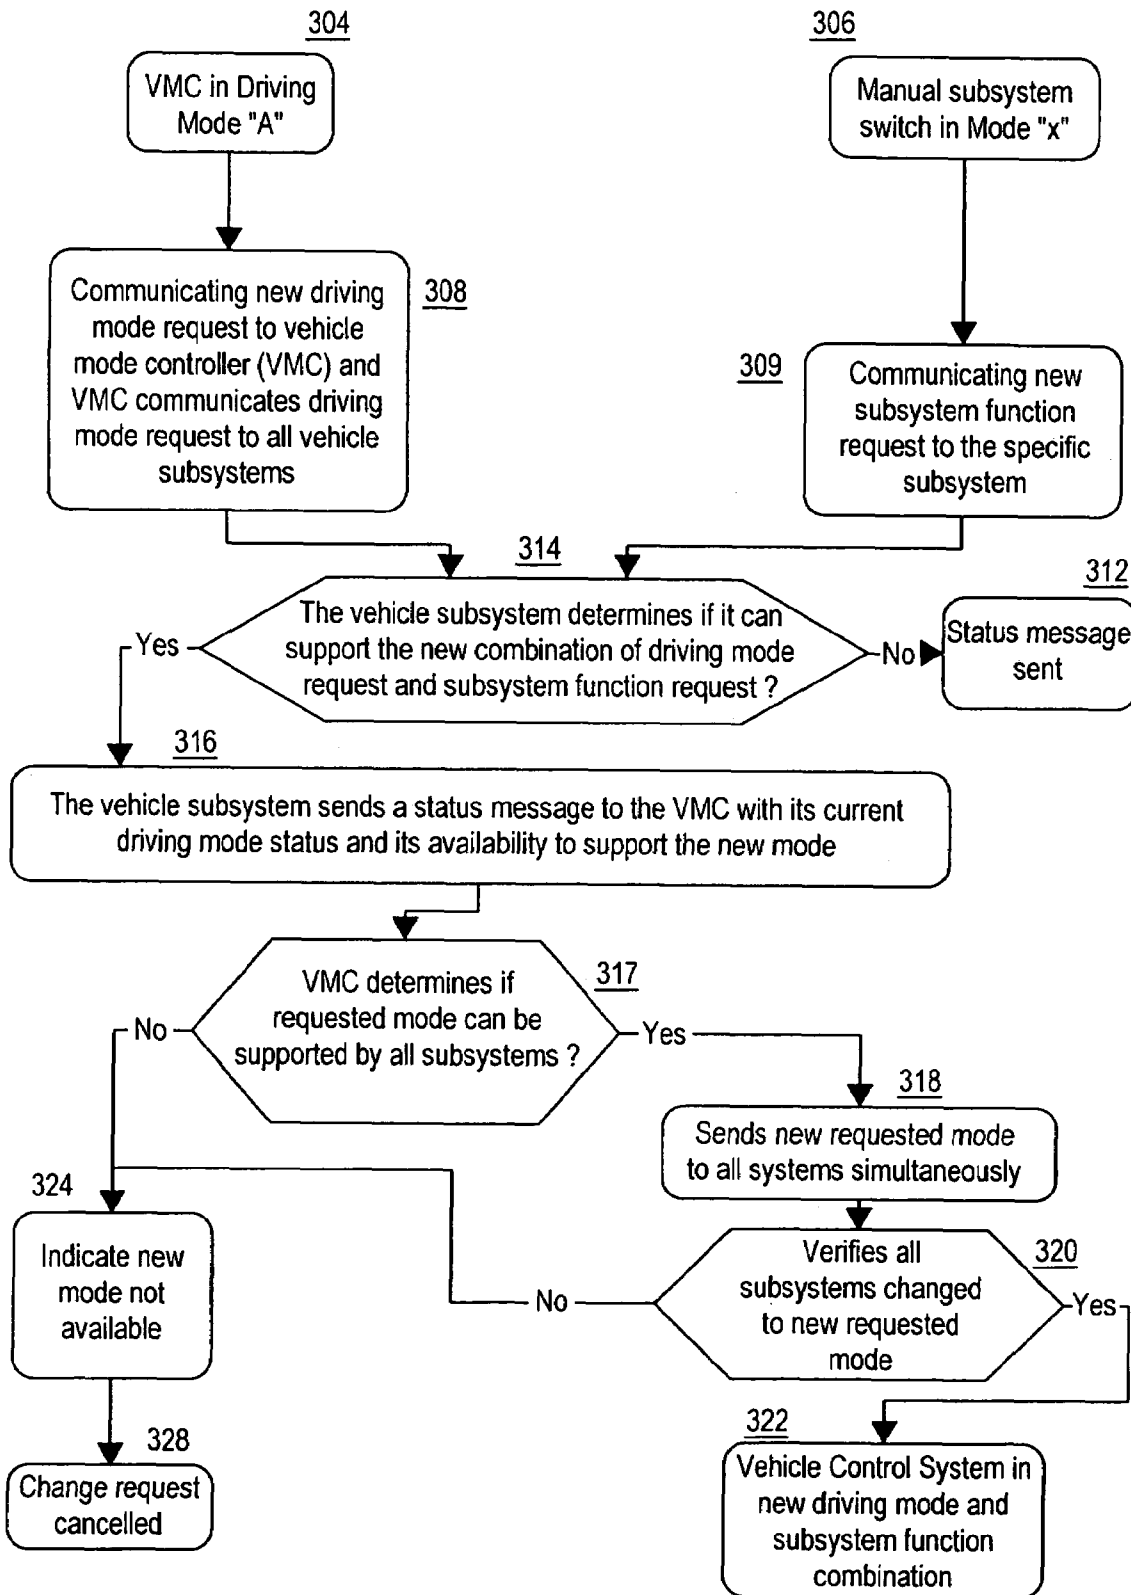 304
VMC in Driving
Mode "A"
306
Manual subsystem
switch in Mode "x"
308
Communicating new driving
mode request to vehicle
mode controller (VMC) and
VMC communicates driving
mode request to all vehicle
subsystems
309
Communicating new
subsystem function
request to the specific
subsystem
314
The vehicle subsystem determines if it can
support the new combination of driving mode
request and subsystem function request ?
Yes
No
312
Status message
sent
316
The vehicle subsystem sends a status message to the VMC with its current
driving mode status and its availability to support the new mode
317
VMC determines if
requested mode can be
supported by all subsystems ?
No
Yes
318
Sends new requested mode
to all systems simultaneously
320
Verifies all
subsystems changed
to new requested
mode
No
Yes
324
Indicate new
mode not
available
328
Change request
cancelled
322
Vehicle Control System in
new driving mode and
subsystem function
combination